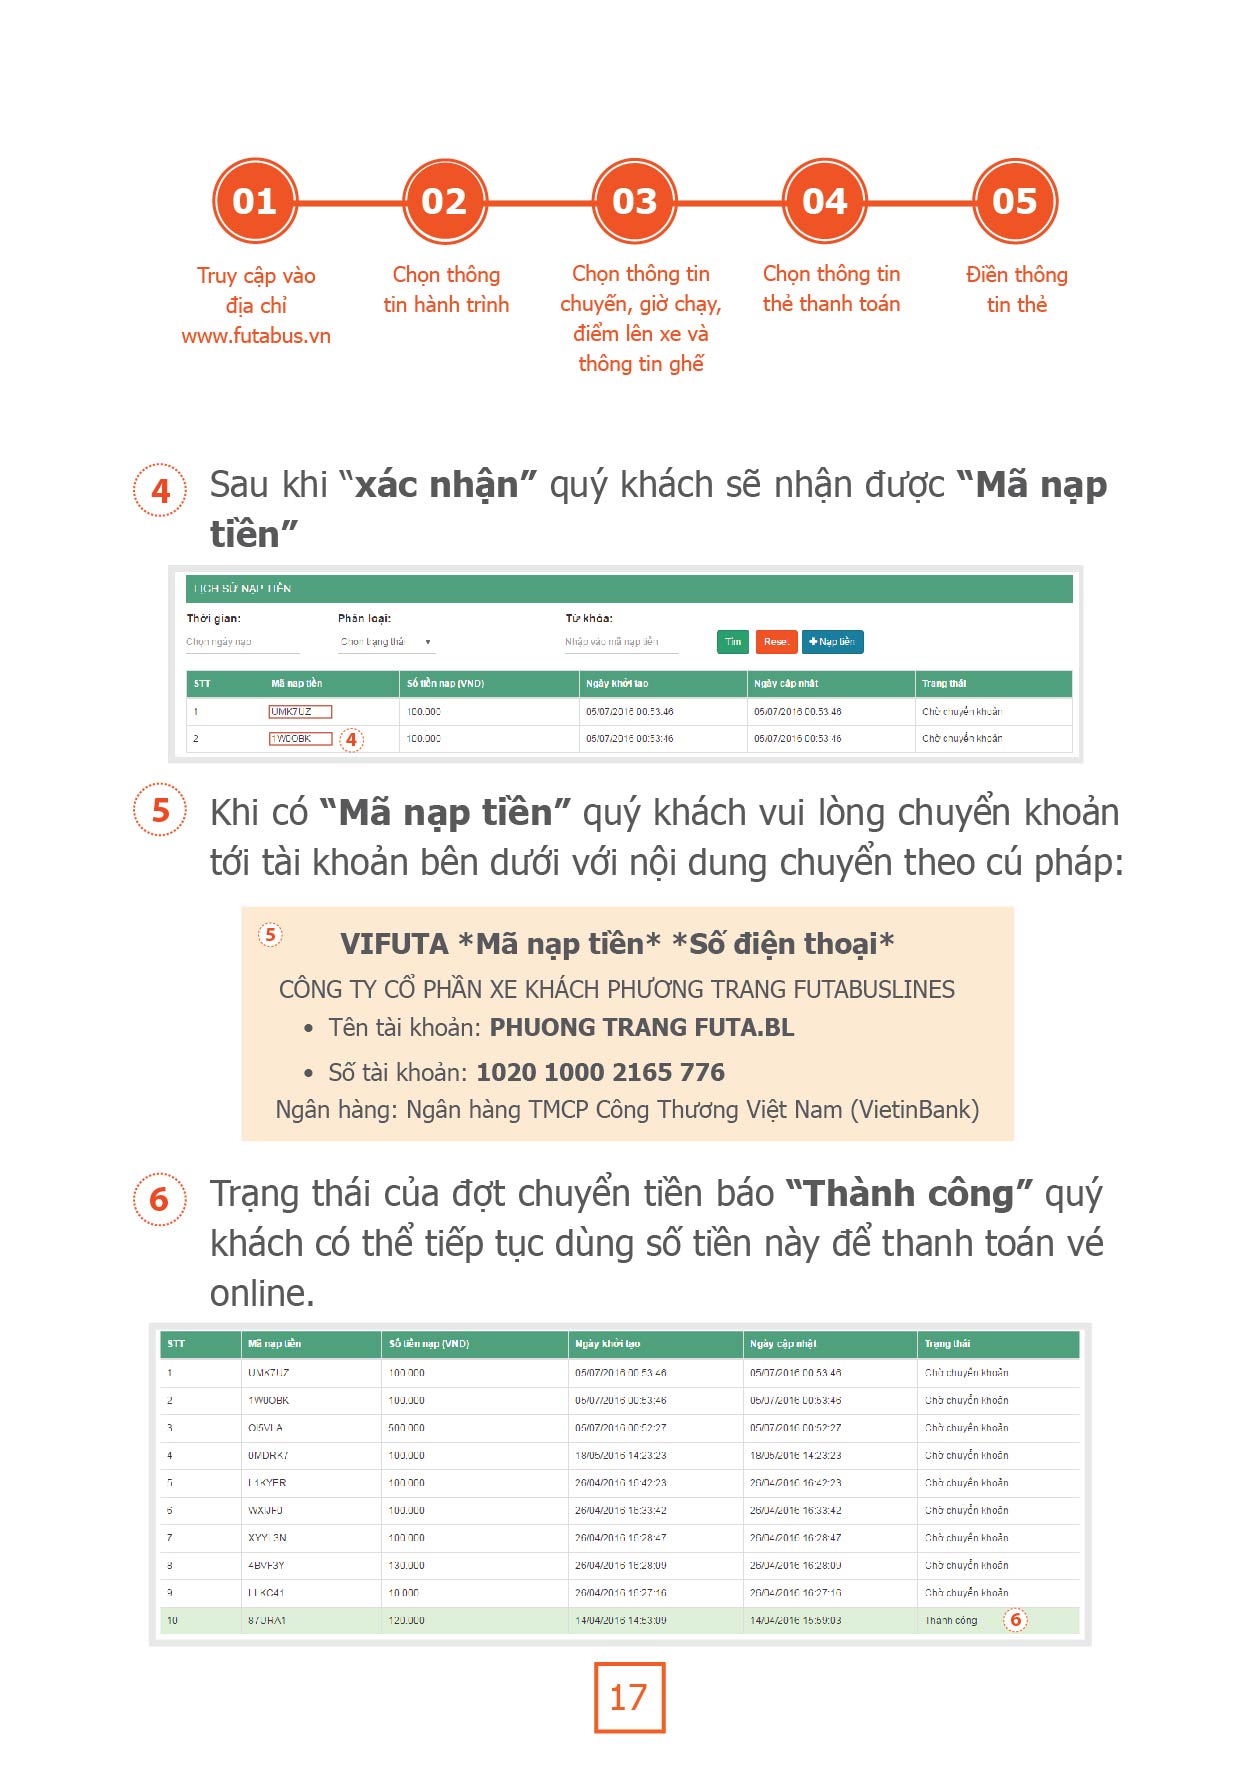 01 02 03 04 05
Truy cập vào
địa chỉ
www.futabus.vn
Chọn thông
tin hành trình
Chọn thông tin
chuyến, giờ chạy,
điểm lên xe và
thông tin ghế
Chọn thông tin
thẻ thanh toán
Điền thông
tin thẻ
4 Sau khi “xác nhận” quý khách sẽ nhận được “Mã nạp
tiền”
LỊCH SỬ NẠP TIỀN
Thời gian: Phân loại: Từ khóa:
Chọn ngày nạp Chọn trạng thái Nhập vào mã nạp tiền Tìm Reset Nạp tiền
STT Mã nạp tiền Số tiền nạp (VND) Ngày khởi tạo Ngày cập nhật Trạng thái
1 UMK7UZ 100.000 05/07/2016 00:53:46 05/07/2016 00:53:46 Chờ chuyển khoản
2 1W0OBK 4 100.000 05/07/2016 00:53:46 05/07/2016 00:53:46 Chờ chuyển khoản
5 Khi có “Mã nạp tiền” quý khách vui lòng chuyển khoản
tới tài khoản bên dưới với nội dung chuyển theo cú pháp:
5 VIFUTA *Mã nạp tiền* *Số điện thoại*
CÔNG TY CỔ PHẦN XE KHÁCH PHƯƠNG TRANG FUTABUSLINES
• Tên tài khoản: PHUONG TRANG FUTA.BL
• Số tài khoản: 1020 1000 2165 776
Ngân hàng: Ngân hàng TMCP Công Thương Việt Nam (VietinBank)
6 Trạng thái của đợt chuyển tiền báo “Thành công” quý
khách có thể tiếp tục dùng số tiền này để thanh toán vé
online.
STT Mã nạp tiền Số tiền nạp (VND) Ngày khởi tạo Ngày cập nhật Trạng thái
1 UMK7UZ 100.000 05/07/2016 00:53:46 05/07/2016 00:53:46 Chờ chuyển khoản
2 1W0OBK 100.000 05/07/2016 00:53:46 05/07/2016 00:53:46 Chờ chuyển khoản
3 500.000 05/07/2016 00:52:27 05/07/2016 00:52:27 Chờ chuyển khoản
4 0MDRK7 100.000 18/05/2016 14:23:23 18/05/2016 14:23:23 Chờ chuyển khoản
5 100.000 26/04/2016 16:42:23 26/04/2016 16:42:23 Chờ chuyển khoản
6 100.000 26/04/2016 16:33:42 26/04/2016 16:33:42 Chờ chuyển khoản
7 100.000 26/04/2016 16:28:47 26/04/2016 16:28:47 Chờ chuyển khoản
8 4BVF3Y 130.000 26/04/2016 16:28:09 26/04/2016 16:28:09 Chờ chuyển khoản
9 10.000 26/04/2016 16:27:16 26/04/2016 16:27:16 Chờ chuyển khoản
10 87URA1 120.000 14/04/2016 14:53:09 14/04/2016 15:59:03 Thành công 6
17